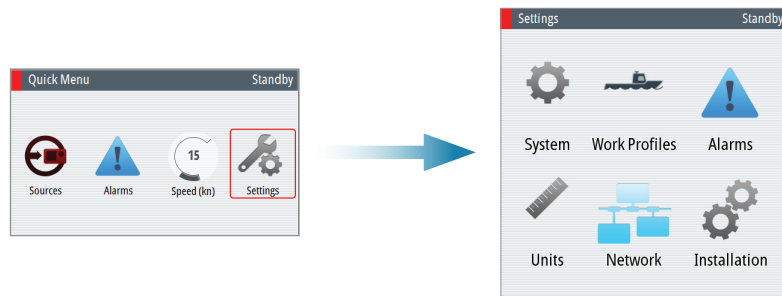 Quick Menu Standby
15
Sources Alarms Speed (kn) Settings
Settings Standby
System Work Profiles Alarms
Units Network Installation